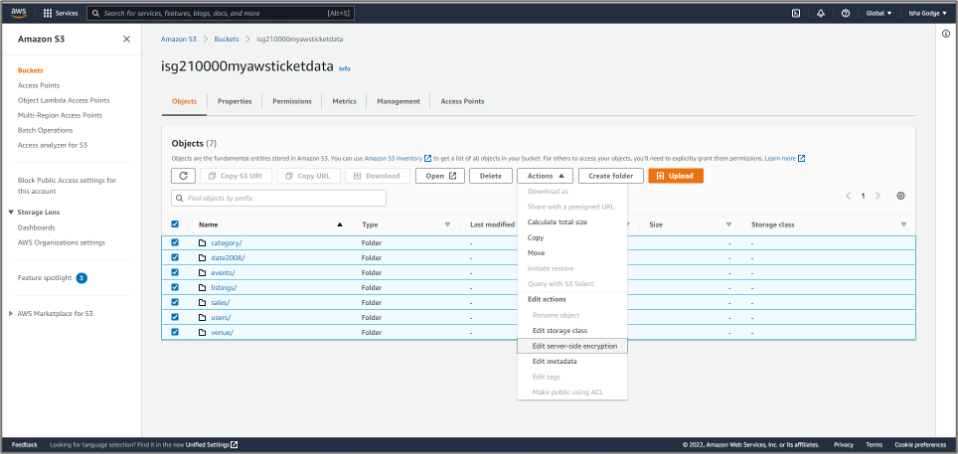 aws Services Search for services, features, blogs, docs, and more [Alt+S] Global Isha Godge
Amazon S3
Buckets
Access Points
Object Lambda Access Points
Multi-Region Access Points
Batch Operations
Access analyzer for S3
Block Public Access settings for
this account
Storage Lens
Dashboards
AWS Organizations settings
Feature spotlight 3
AWS Marketplace for S3
Amazon S3 Buckets isg210000myawsticketdata
isg210000myawsticketdata Info
Objects Properties Permissions Metrics Management Access Points
Objects (7)
Objects are the fundamental entities stored in Amazon S3. You can use Amazon S3 inventory to get a list of all objects in your bucket. For others to access your objects, you'll need to explicitly grant them permissions. Learn more
Copy S3 URI Copy URL Download Open Delete Actions Create folder Upload
Find objects by prefix 1
Name Type Last modified Size Storage class
category/ Folder - - -
date2008/ Folder - - -
events/ Folder - - -
listings/ Folder - - -
sales/ Folder - - -
users/ Folder - - -
venue/ Folder - - -
Download as
Share with a presigned URL
Calculate total size
Copy
Move
Initiate restore
Query with S3 Select
Edit actions
Rename object
Edit storage class
Edit server-side encryption
Edit metadata
Edit tags
Make public using ACL
Feedback Looking for language selection? Find it in the new Unified Settings © 2022, Amazon Web Services, Inc. or its affiliates. Privacy Terms Cookie preferences